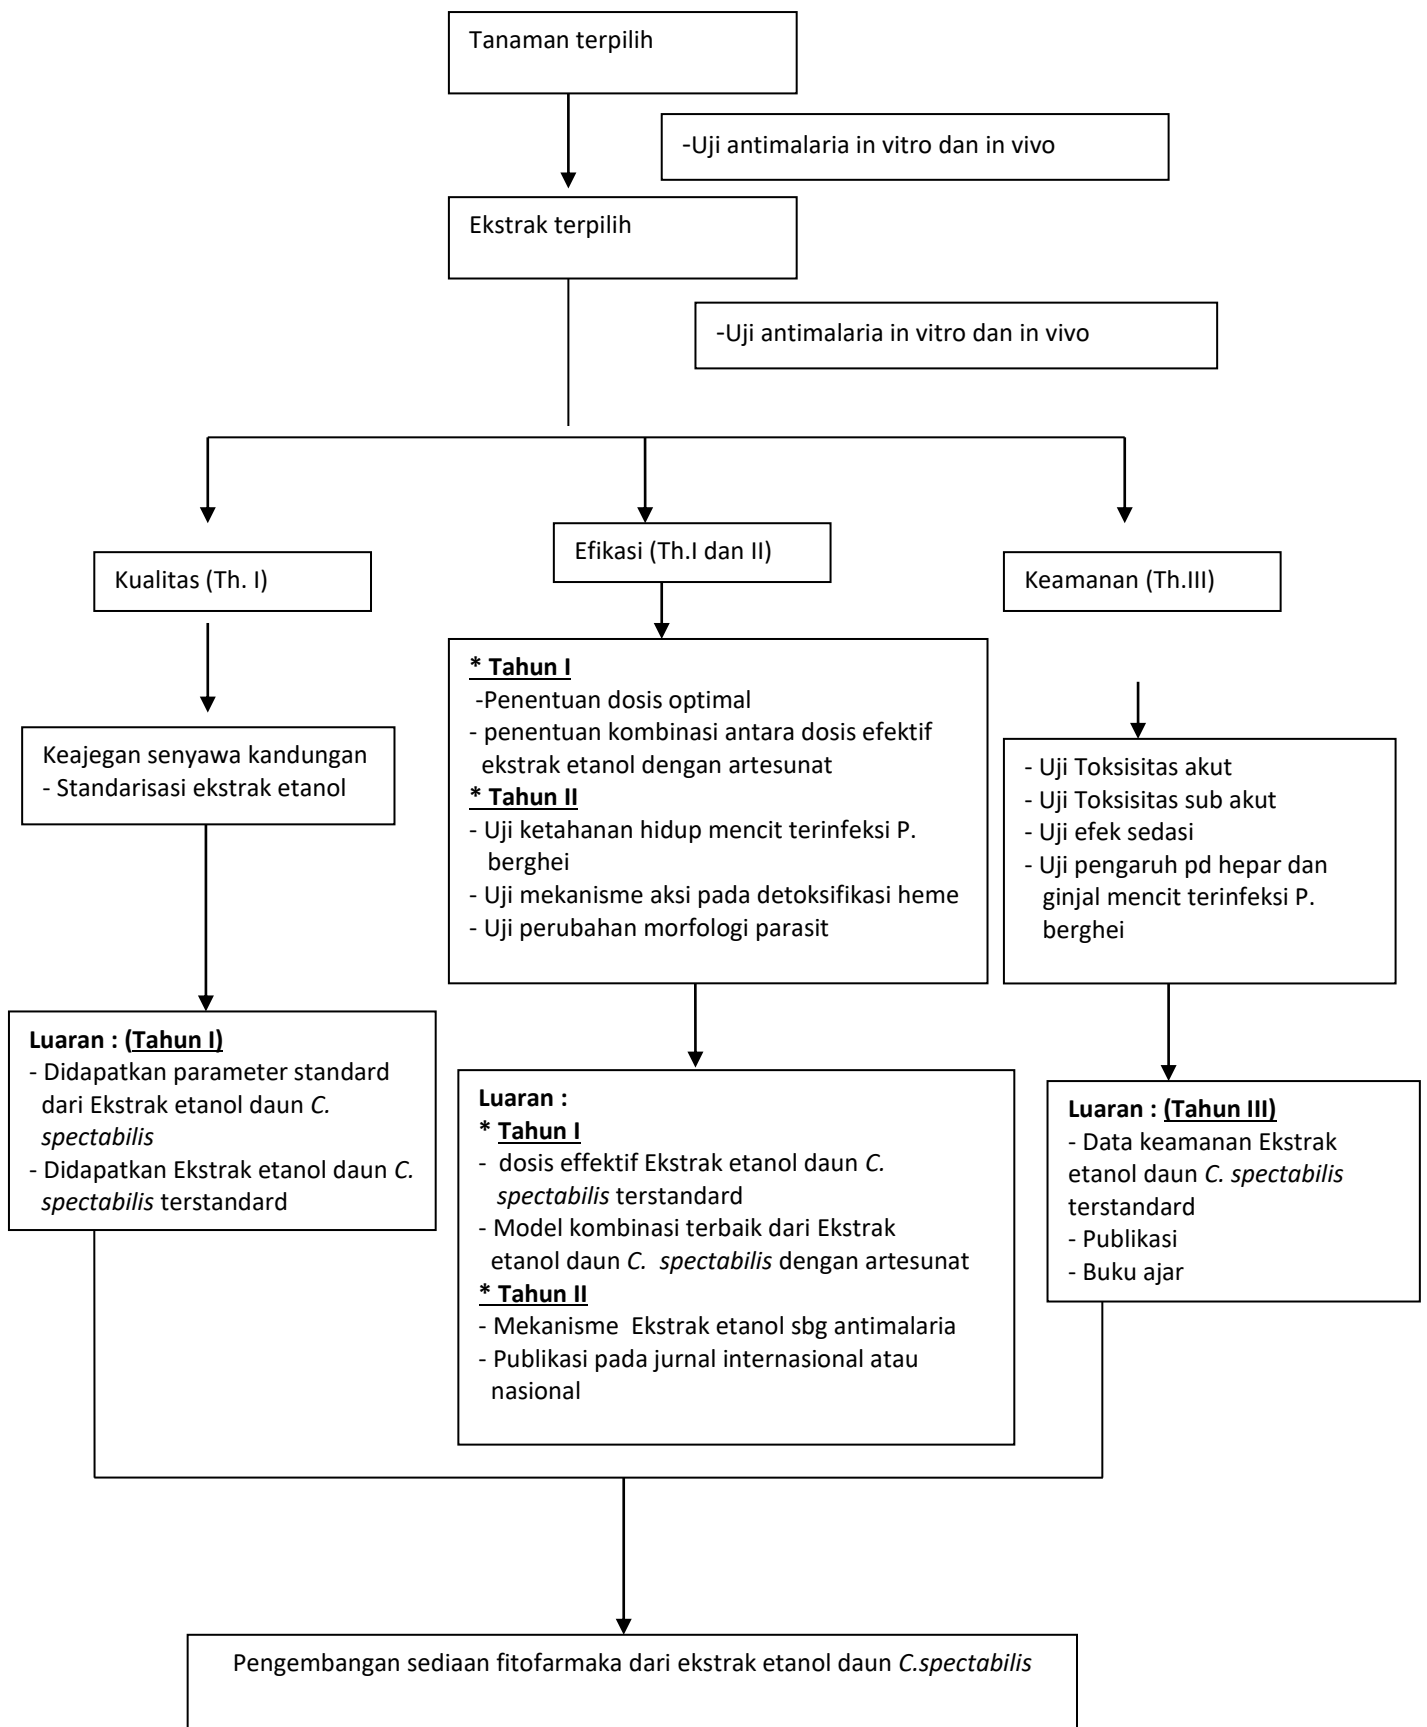 Tanaman terpilih
-Uji antimalaria in vitro dan in vivo
Ekstrak terpilih
-Uji antimalaria in vitro dan in vivo
Kualitas (Th. I)
Efikasi (Th.I dan II)
Keamanan (Th.III)
Keajegan senyawa kandungan
- Standarisasi ekstrak etanol
* Tahun I
-Penentuan dosis optimal
- penentuan kombinasi antara dosis efektif
ekstrak etanol dengan artesunat
* Tahun II
- Uji ketahanan hidup mencit terinfeksi P.
berghei
- Uji mekanisme aksi pada detoksifikasi heme
- Uji perubahan morfologi parasit
- Uji Toksisitas akut
- Uji Toksisitas sub akut
- Uji efek sedasi
- Uji pengaruh pd hepar dan
ginjal mencit terinfeksi P.
berghei
Luaran : (Tahun I)
- Didapatkan parameter standard
dari Ekstrak etanol daun C.
spectabilis
- Didapatkan Ekstrak etanol daun C.
spectabilis terstandard
Luaran :
* Tahun I
- dosis effektif Ekstrak etanol daun C.
spectabilis terstandard
- Model kombinasi terbaik dari Ekstrak
etanol daun C. spectabilis dengan artesunat
* Tahun II
- Mekanisme Ekstrak etanol sbg antimalaria
- Publikasi pada jurnal internasional atau
nasional
Luaran : (Tahun III)
- Data keamanan Ekstrak
etanol daun C. spectabilis
terstandard
- Publikasi
- Buku ajar
Pengembangan sediaan fitofarmaka dari ekstrak etanol daun C.spectabilis